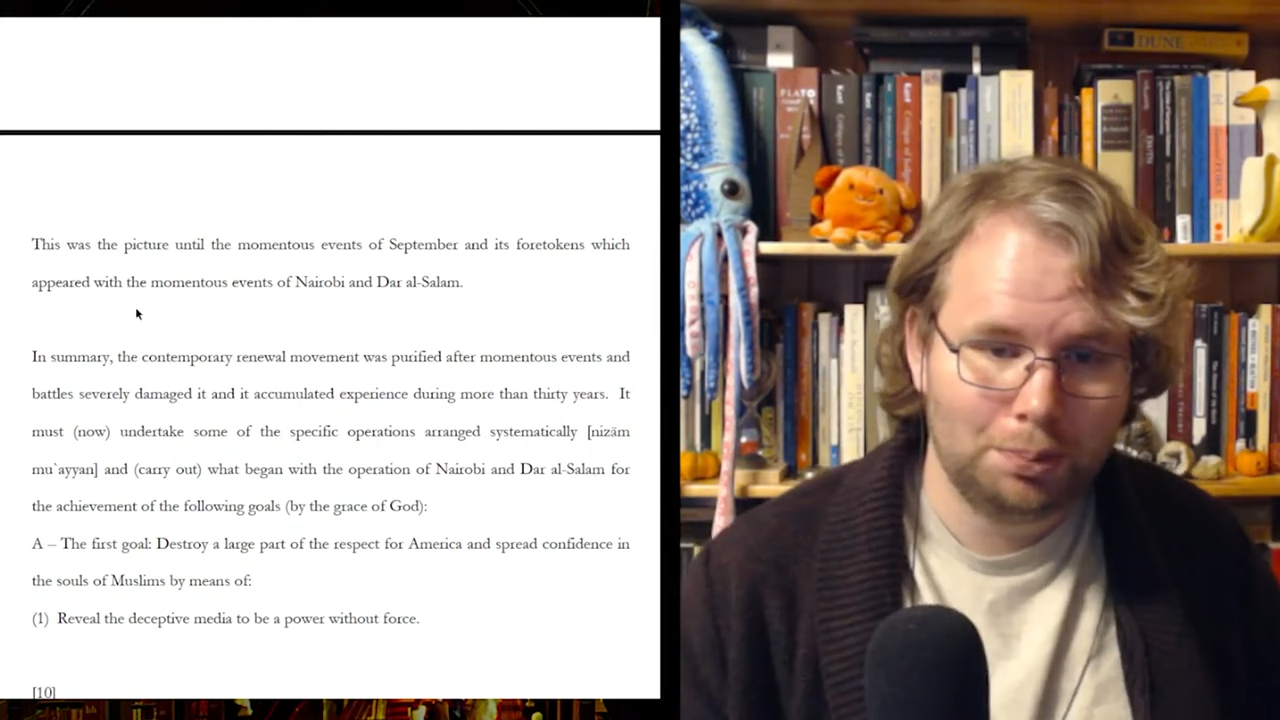 This was the picture until the momentous events of September and its foretokens which
appeared with the momentous events of Nairobi and Dar al-Salam.
In summary, the contemporary renewal movement was purified after momentous events and
battles severely damaged it and it accumulated experience during more than thirty years. It
must (now) undertake some of the specific operations arranged systematically [nizām
mu`ayyan] and (carry out) what began with the operation of Nairobi and Dar al-Salam for
the achievement of the following goals (by the grace of God):
A – The first goal: Destroy a large part of the respect for America and spread confidence in
the souls of Muslims by means of:
(1) Reveal the deceptive media to be a power without force.
[10]
DUNE
PLATO
Kant
Kant